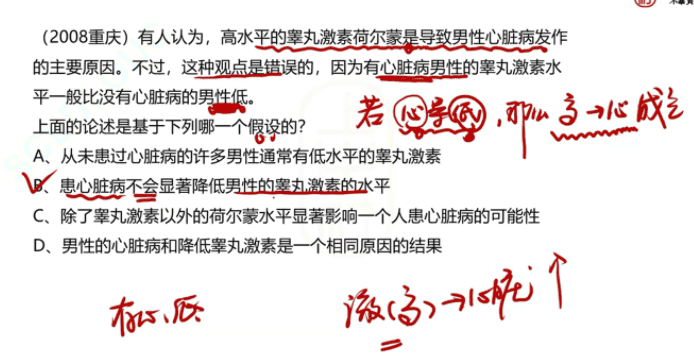 （2008重庆）有人认为，高水平的睾丸激素荷尔蒙是导致男性心脏病发作
的主要原因。不过，这种观点是错误的，因为有心脏病男性的睾丸激素水
平一般比没有心脏病的男性低。
若 心导低，那么 高→心 成立
上面的论述是基于下列哪一个假设的？
A、从未患过心脏病的许多男性通常有低水平的睾丸激素
B、患心脏病不会显著降低男性的睾丸激素的水平
C、除了睾丸激素以外的荷尔蒙水平显著影响一个人患心脏病的可能性
D、男性的心脏病和降低睾丸激素是一个相同原因的结果
有心、低
激(高)→心脏 ↑